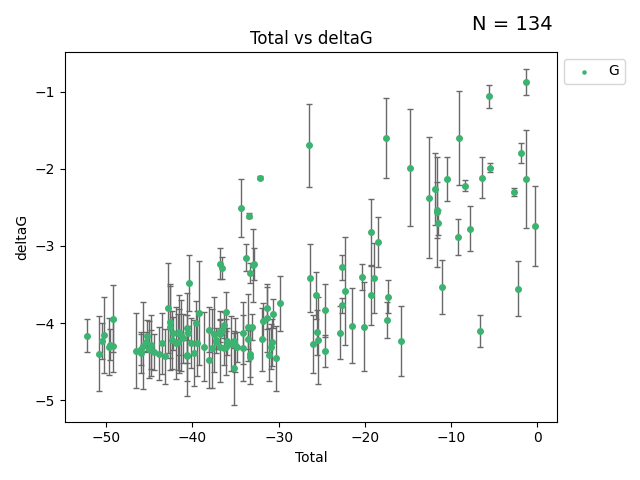 N = 134
Total vs deltaG
G
−1
−2
−3
−4
−5
deltaG
−50
−40
−30
−20
−10
0
Total